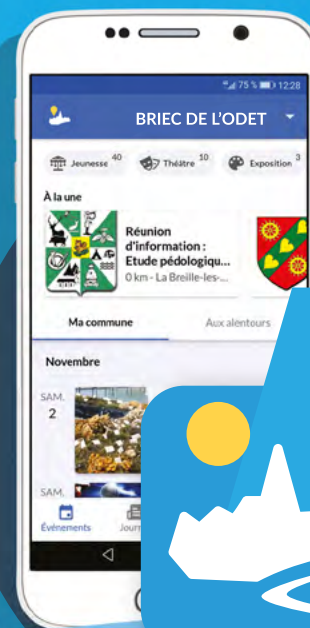 75 % 12:28
BRIEC DE L'ODET
Jeunesse 40 Théâtre 10 Exposition 3
À la une
Réunion
d'information :
Etude pédologiqu...
0 km - La Breille-les-...
Ma commune Aux alentours
Novembre
SAM.
2
SAM.
Événements Jour